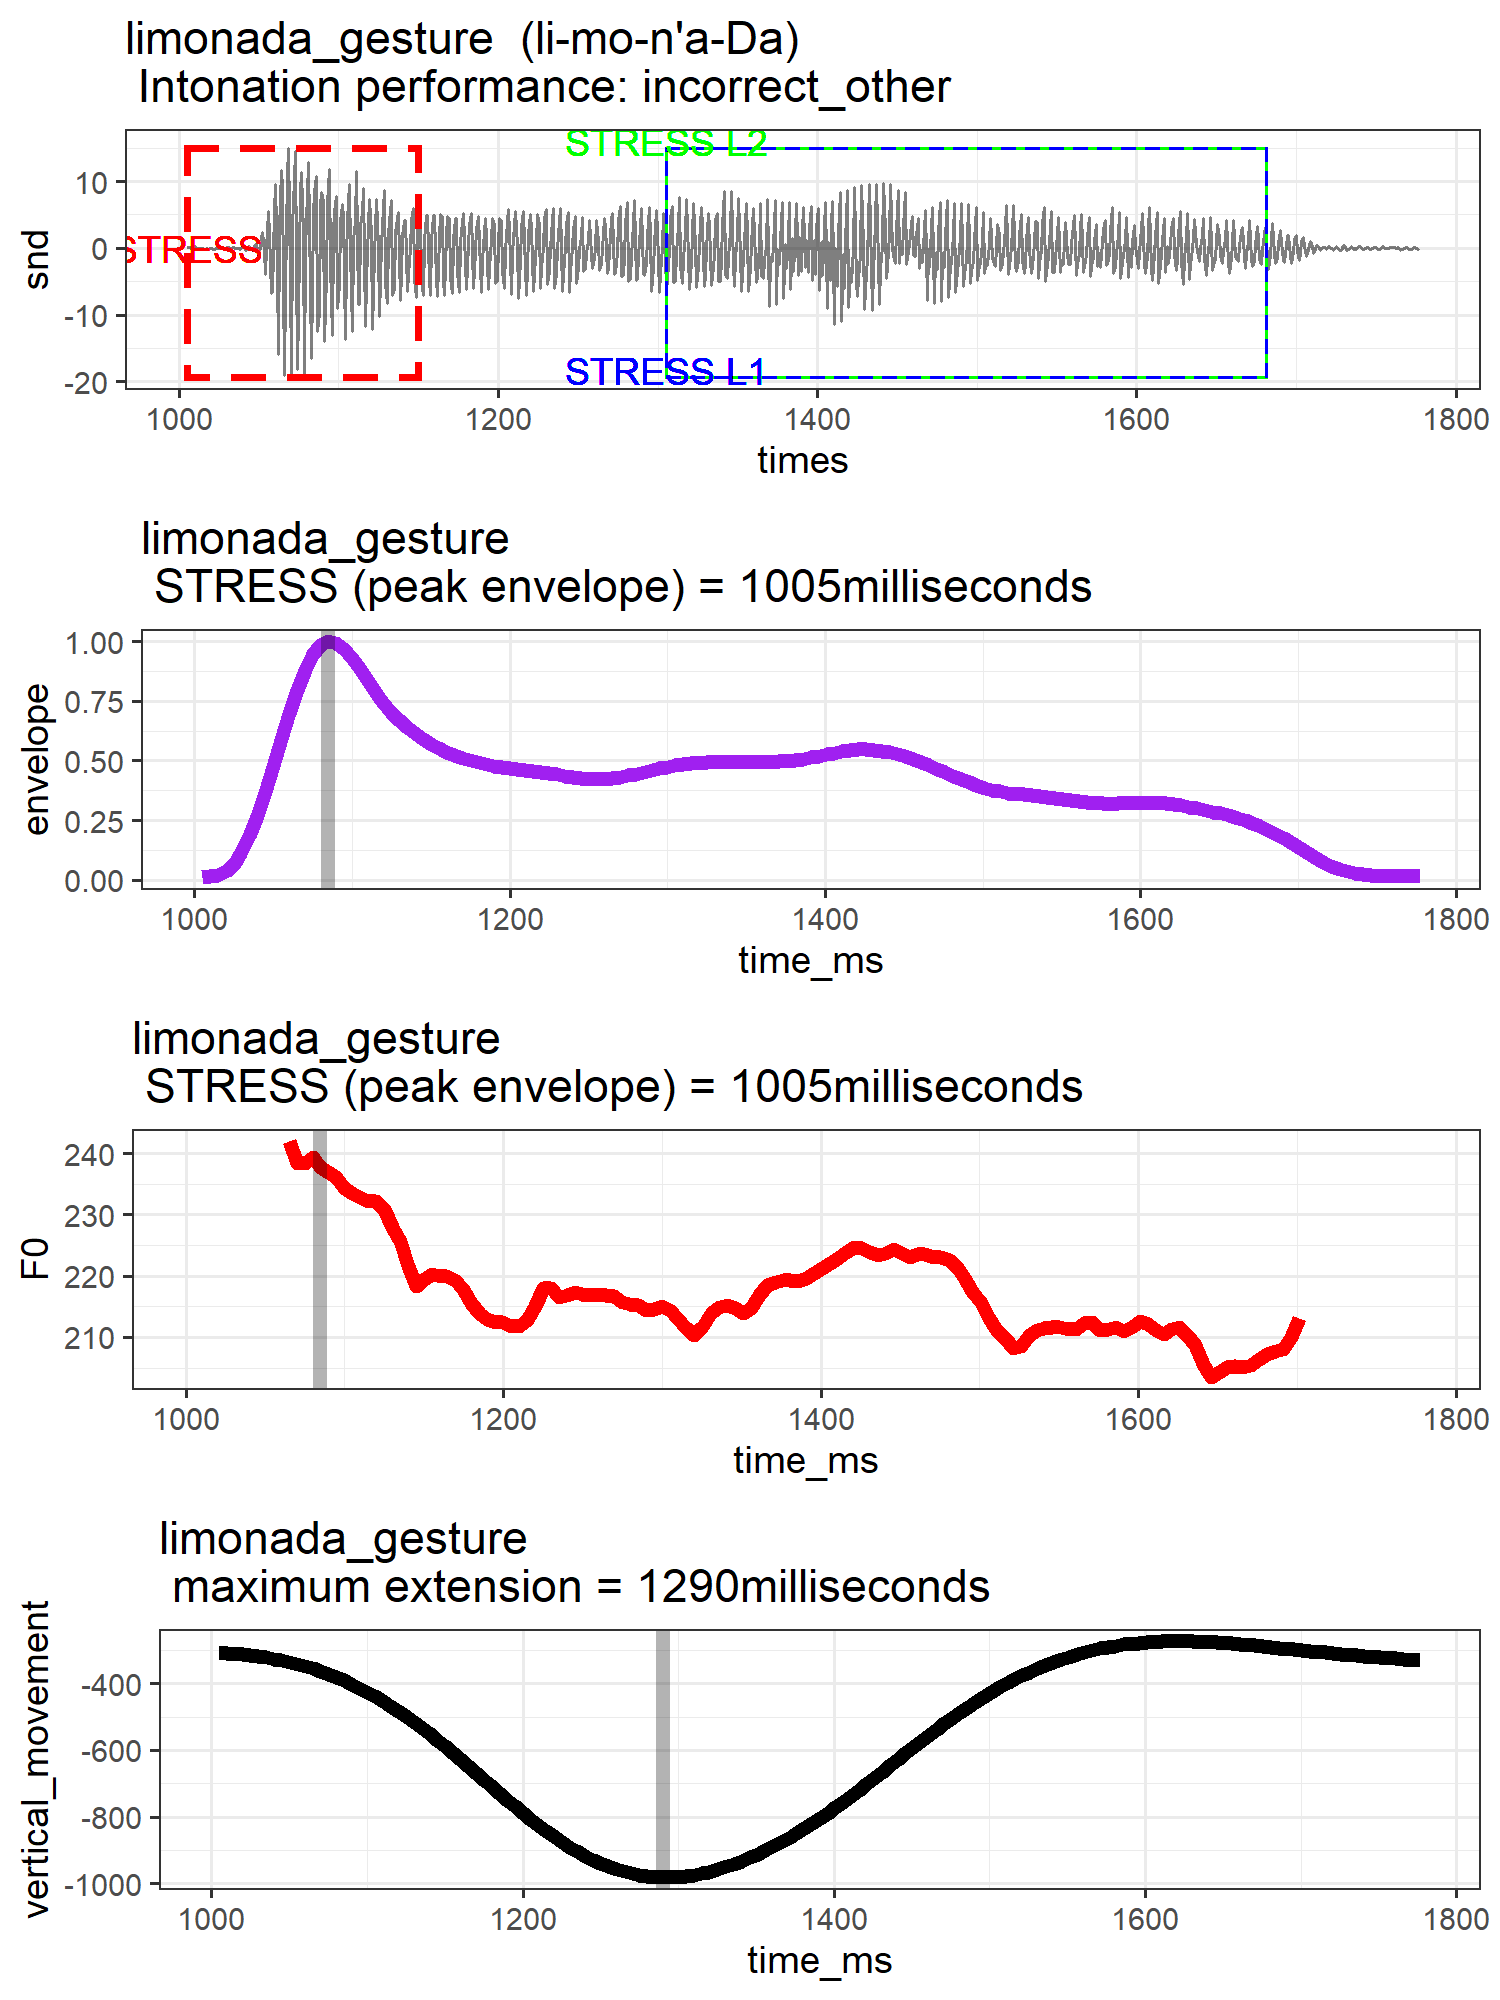 limonada_gesture  (li-mo-n'a-Da)
Intonation performance: incorrect_other
STRESS L2
10
0
-10
-20
snd
STRESS
STRESS L1
1000 1200 1400 1600 1800
times
limonada_gesture
STRESS (peak envelope) = 1005milliseconds
1.00
0.75
0.50
0.25
0.00
envelope
1000 1200 1400 1600 1800
time_ms
limonada_gesture
STRESS (peak envelope) = 1005milliseconds
240
230
220
210
F0
1000 1200 1400 1600 1800
time_ms
limonada_gesture
maximum extension = 1290milliseconds
-400
-600
-800
-1000
vertical_movement
1000 1200 1400 1600 1800
time_ms